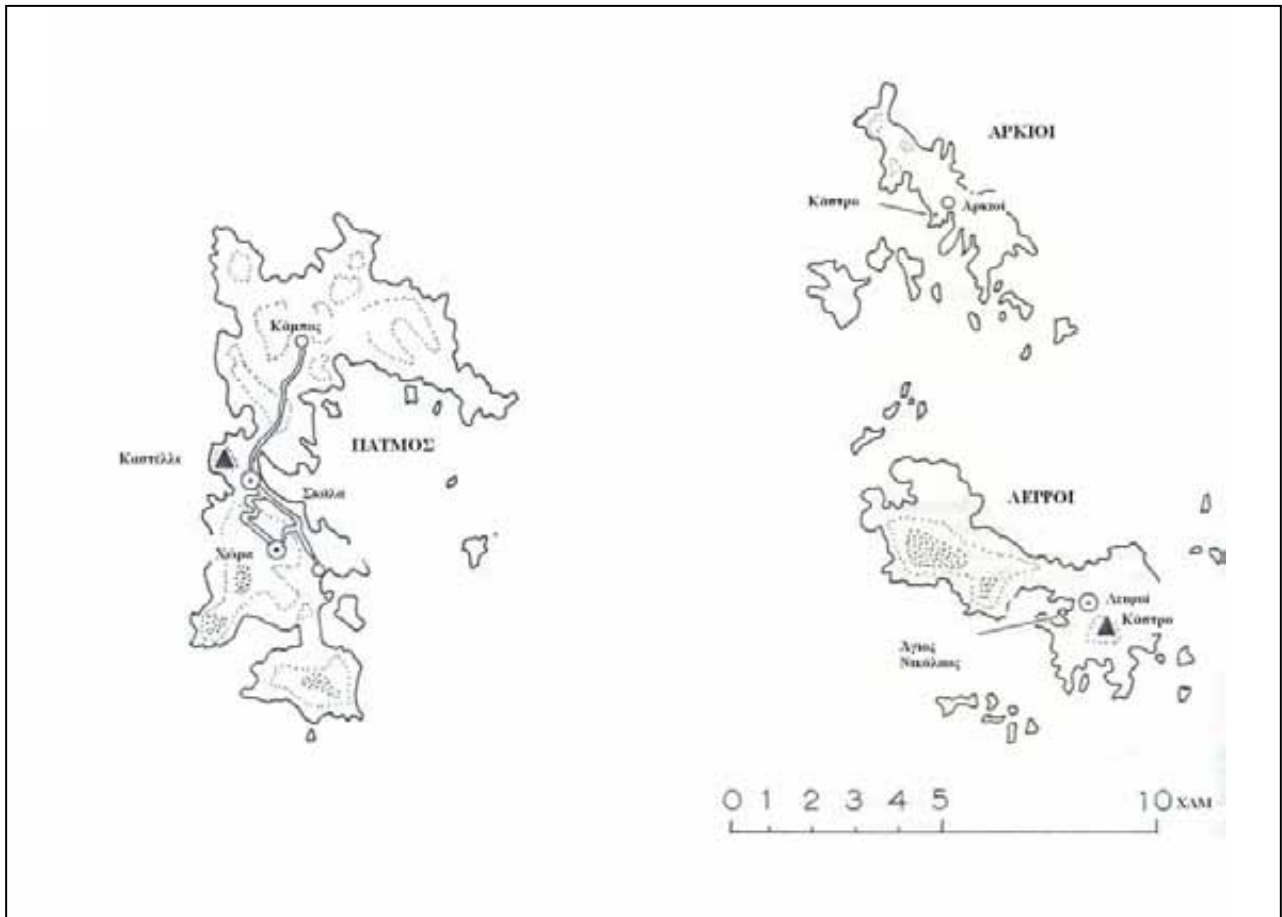 ΑΡΚΙΟΙ
Κάστρο
Αρκιοί
Κάμπος
ΠΑΤΜΟΣ
Καστέλλι
Σκάλα
Χώρα
ΛΕΙΨΟΙ
Λειψοί
Κάστρο
Άγιος
Νικόλαος
0 1 2 3 4 5 10 ΧΛΜ